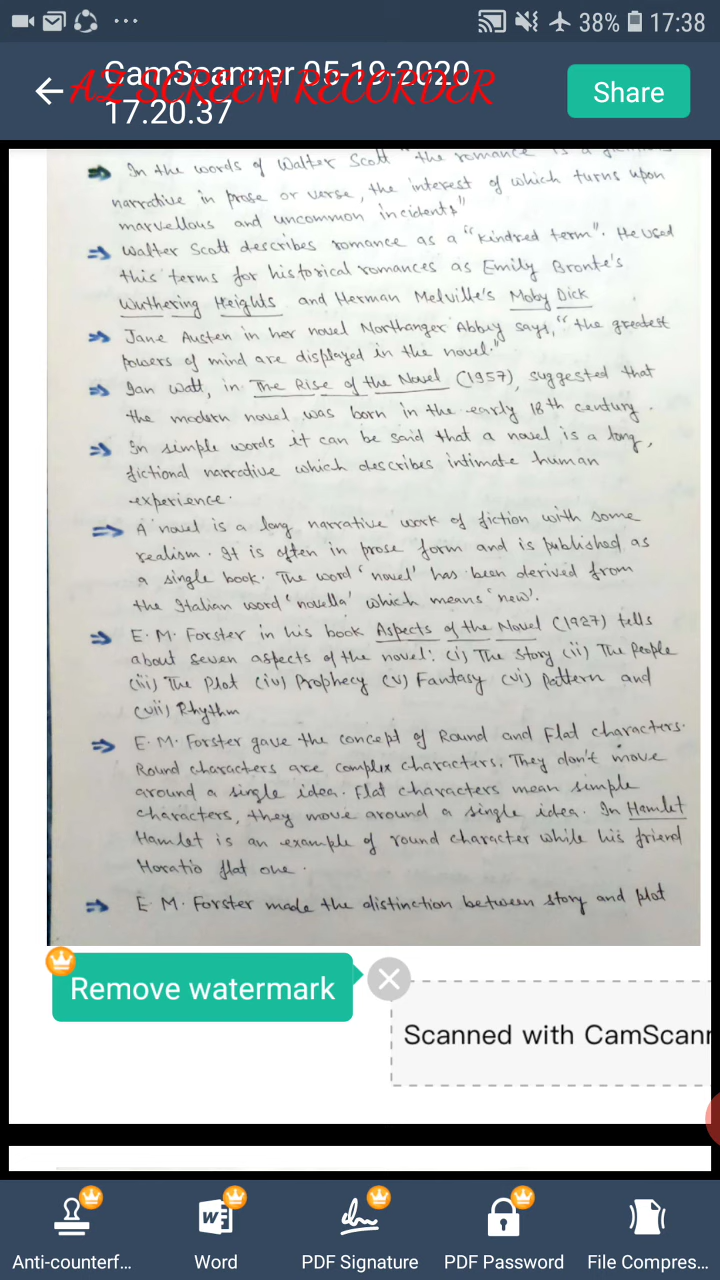 38% 17:38
CamScanner 05-19-2020
17.20.37
AZ SCREEN RECORDER
Share
In the words of Walter Scott "the romance is a
narrative in prose or verse, the interest of which turns upon
marvellous and uncommon incidents"
Walter Scott describes romance as a "kindred term". He used
this terms for historical romances as Emily Bronte's
Wuthering Heights and Herman Melville's Moby Dick
Jane Austen in her novel Northanger Abbey says, "the greatest
powers of mind are displayed in the novel."
Ian Watt, in The Rise of the Novel (1957), suggested that
the modern novel was born in the early 18th century.
In simple words it can be said that a novel is a long,
fictional narrative which describes intimate human
experience.
A novel is a long narrative work of fiction with some
realism. It is often in prose form and is published as
a single book. The word 'novel' has been derived from
the Italian word 'novella' which means 'new'.
E. M. Forster in his book Aspects of the Novel (1927) tells
about seven aspects of the novel: (i) The Story (ii) The People
(iii) The Plot (iv) Prophecy (v) Fantasy (vi) Pattern and
(vii) Rhythm
E. M. Forster gave the concept of Round and Flat characters.
Round characters are complex characters. They don't move
around a single idea. Flat characters mean simple
characters, they move around a single idea. In Hamlet
Hamlet is an example of round character while his friend
Horatio flat one.
E. M. Forster made the distinction between story and plot
Remove watermark
Scanned with CamScann
Anti-counterf... Word PDF Signature PDF Password File Compres...